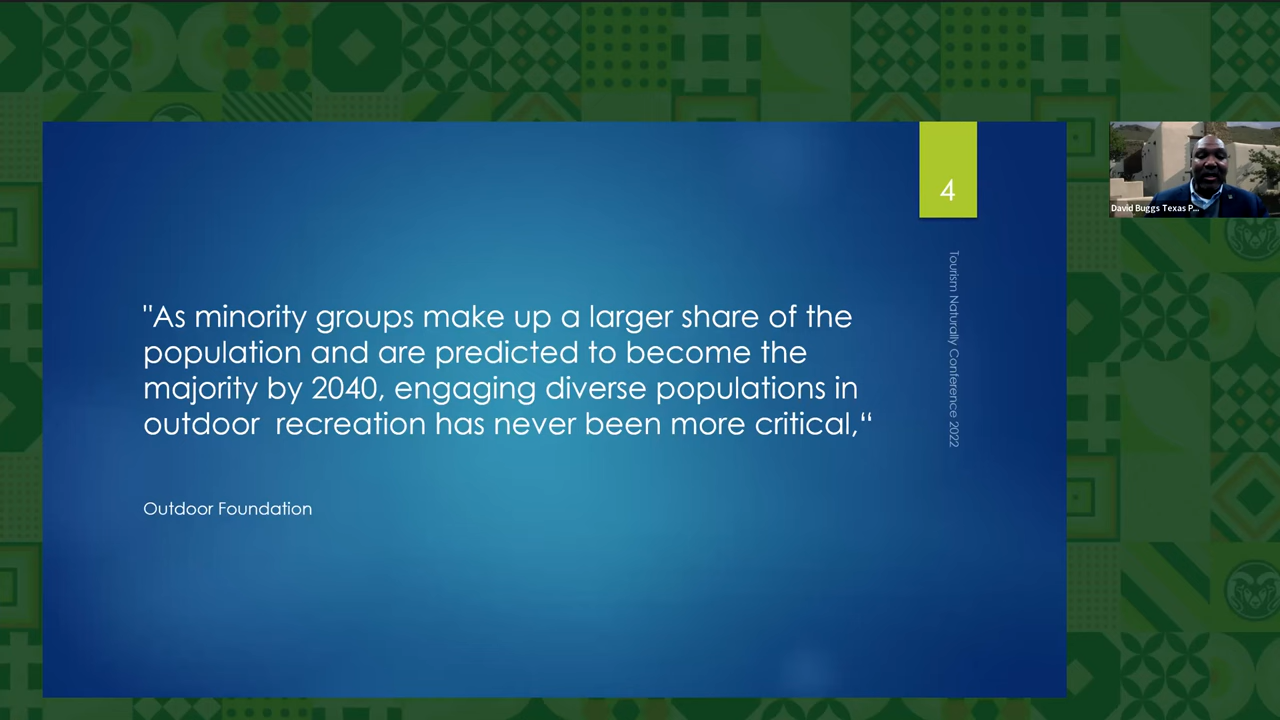 4
"As minority groups make up a larger share of the
population and are predicted to become the
majority by 2040, engaging diverse populations in
outdoor  recreation has never been more critical,“
Outdoor Foundation
Tourism Naturally Conference 2022
David Buggs Texas P...